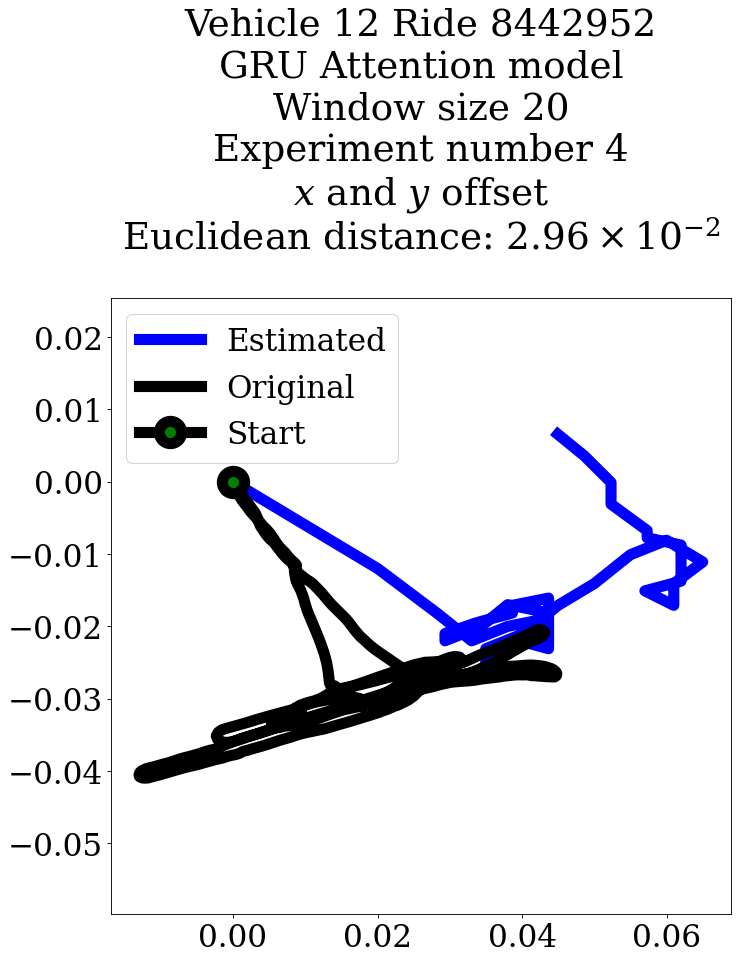 Vehicle 12 Ride 8442952
GRU Attention model
Window size 20
Experiment number 4
x and y offset
Euclidean distance: 2.96 × 10⁻²
Estimated
Original
Start
0.02
0.01
0.00
−0.01
−0.02
−0.03
−0.04
−0.05
0.00 0.02 0.04 0.06